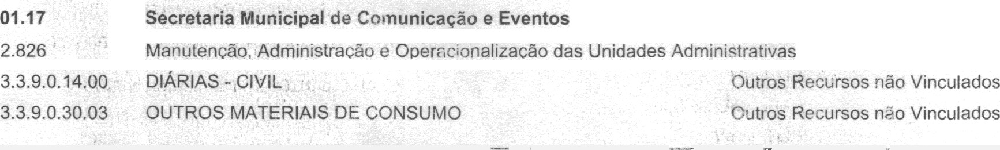 01.17 Secretaria Municipal de Comunicação e Eventos
2.826 Manutenção, Administração e Operacionalização das Unidades Administrativas
3.3.9.0.14.00 DIÁRIAS - CIVIL Outros Recursos não Vinculados
3.3.9.0.30.03 OUTROS MATERIAIS DE CONSUMO Outros Recursos não Vinculados